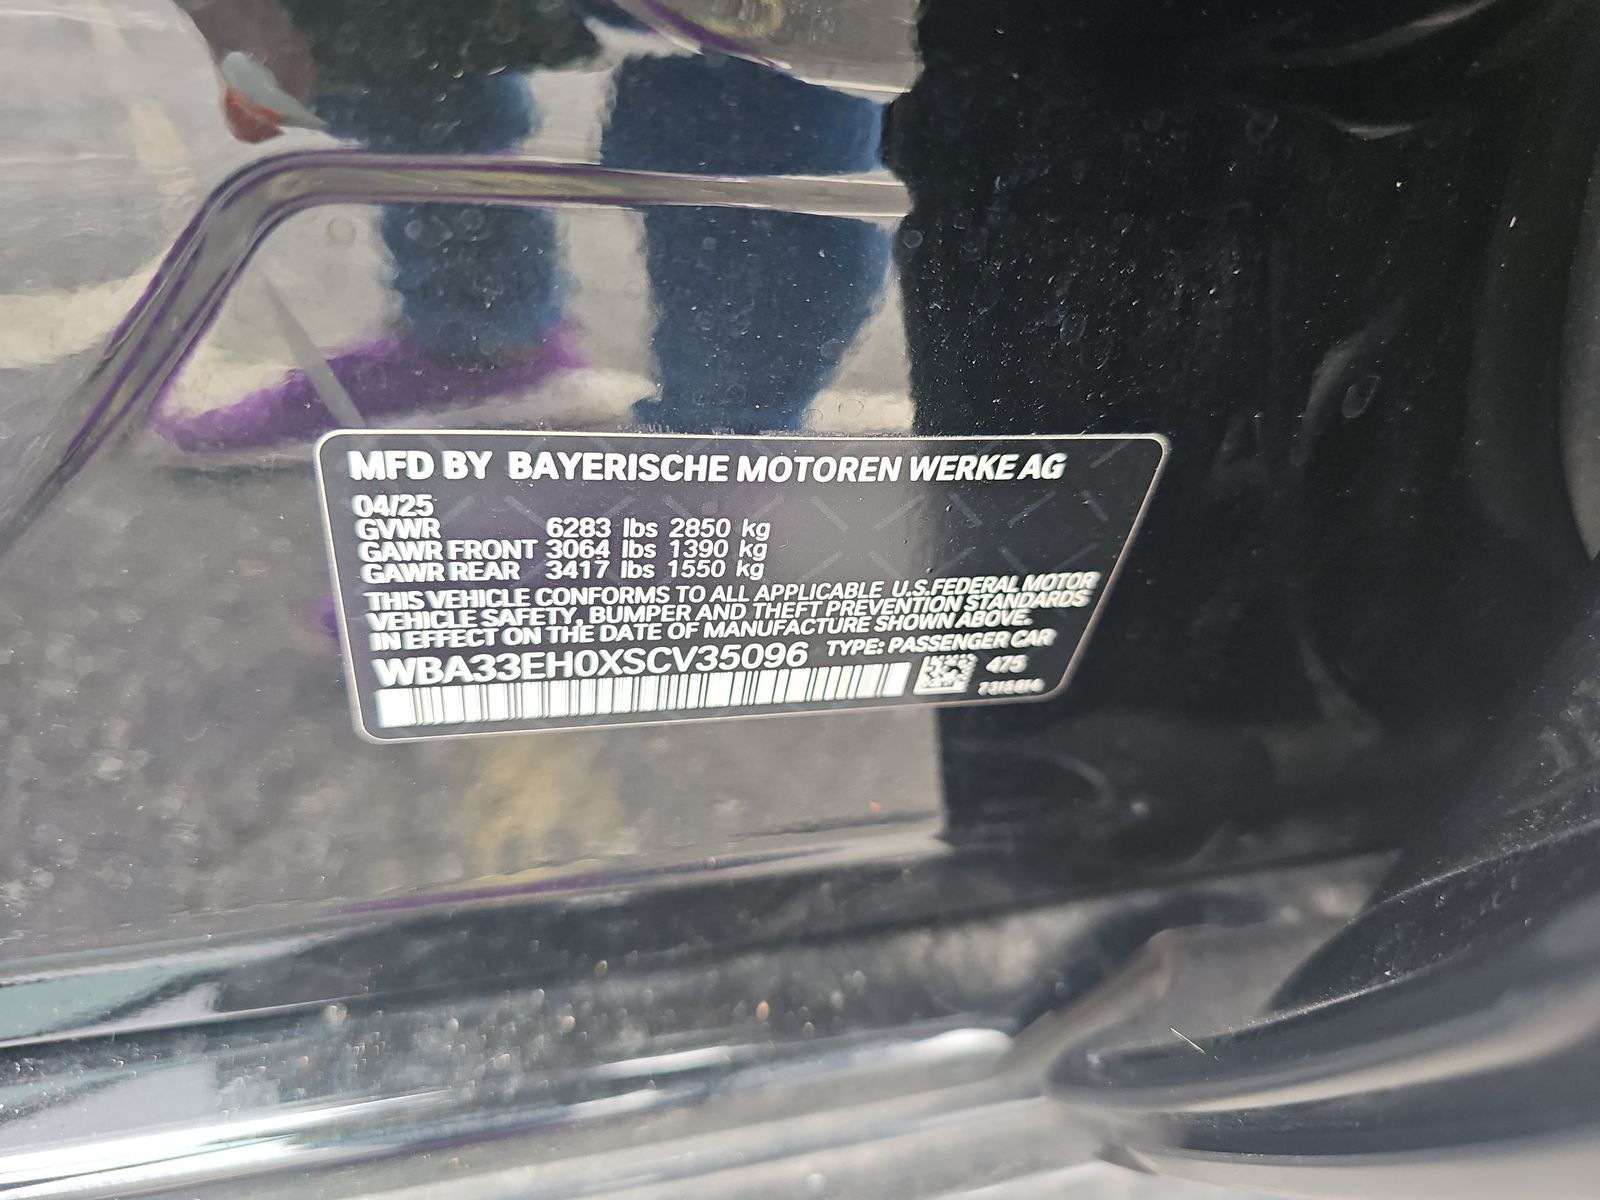 MFD BY BAYERISCHE MOTOREN WERKE AG
04/25
GVWR 6283 lbs 2850 kg
GAWR FRONT 3064 lbs 1390 kg
GAWR REAR 3417 lbs 1550 kg
THIS VEHICLE CONFORMS TO ALL APPLICABLE U.S. FEDERAL MOTOR
VEHICLE SAFETY, BUMPER AND THEFT PREVENTION STANDARDS
IN EFFECT ON THE DATE OF MANUFACTURE SHOWN ABOVE.
WBA33EH0XSCV35096 TYPE: PASSENGER CAR
475